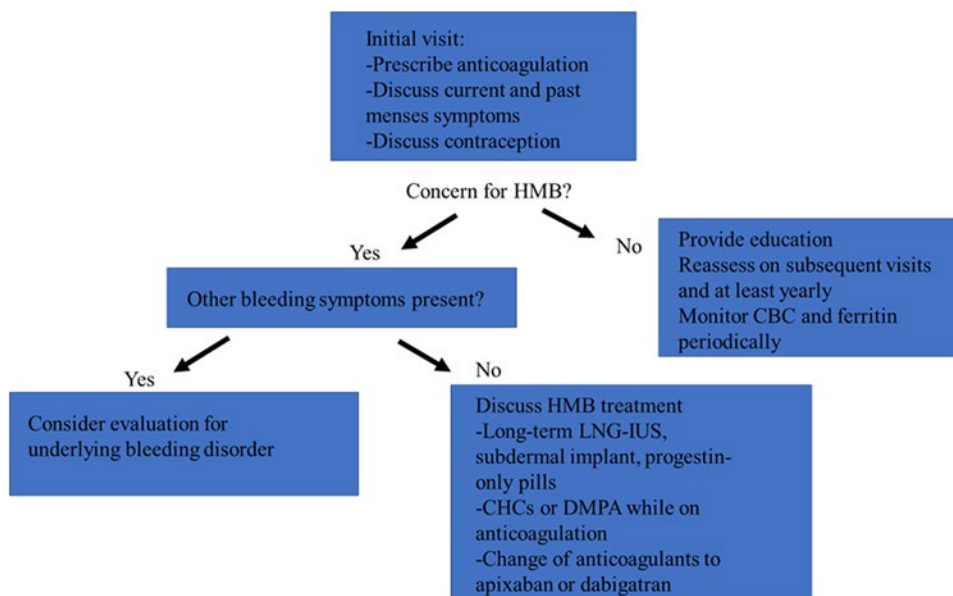 Initial visit:
-Prescribe anticoagulation
-Discuss current and past
menses symptoms
-Discuss contraception
Concern for HMB?
Yes
No
Provide education
Reassess on subsequent visits
and at least yearly
Monitor CBC and ferritin
periodically
Other bleeding symptoms present?
Yes
No
Consider evaluation for
underlying bleeding disorder
Discuss HMB treatment
-Long-term LNG-IUS,
subdermal implant, progestin-
only pills
-CHCs or DMPA while on
anticoagulation
-Change of anticoagulants to
apixaban or dabigatran